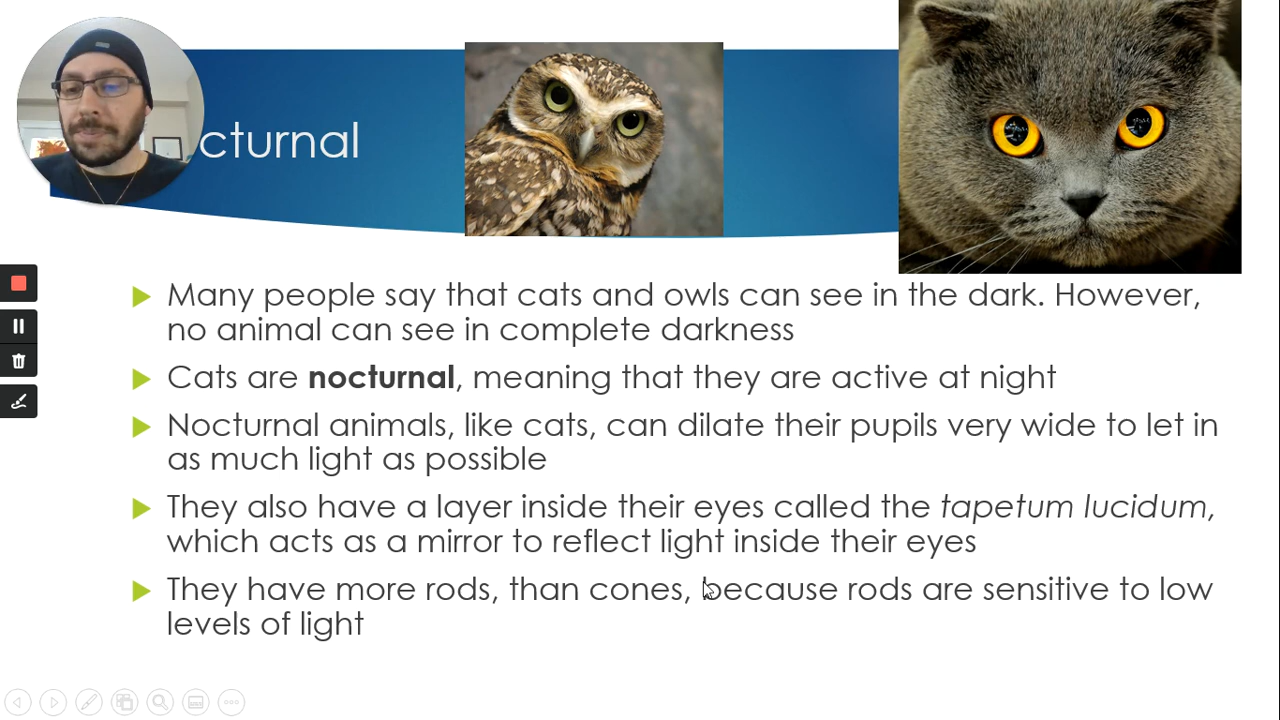 cturnal
Many people say that cats and owls can see in the dark. However,
no animal can see in complete darkness
Cats are nocturnal, meaning that they are active at night
Nocturnal animals, like cats, can dilate their pupils very wide to let in
as much light as possible
They also have a layer inside their eyes called the tapetum lucidum,
which acts as a mirror to reflect light inside their eyes
They have more rods, than cones, because rods are sensitive to low
levels of light